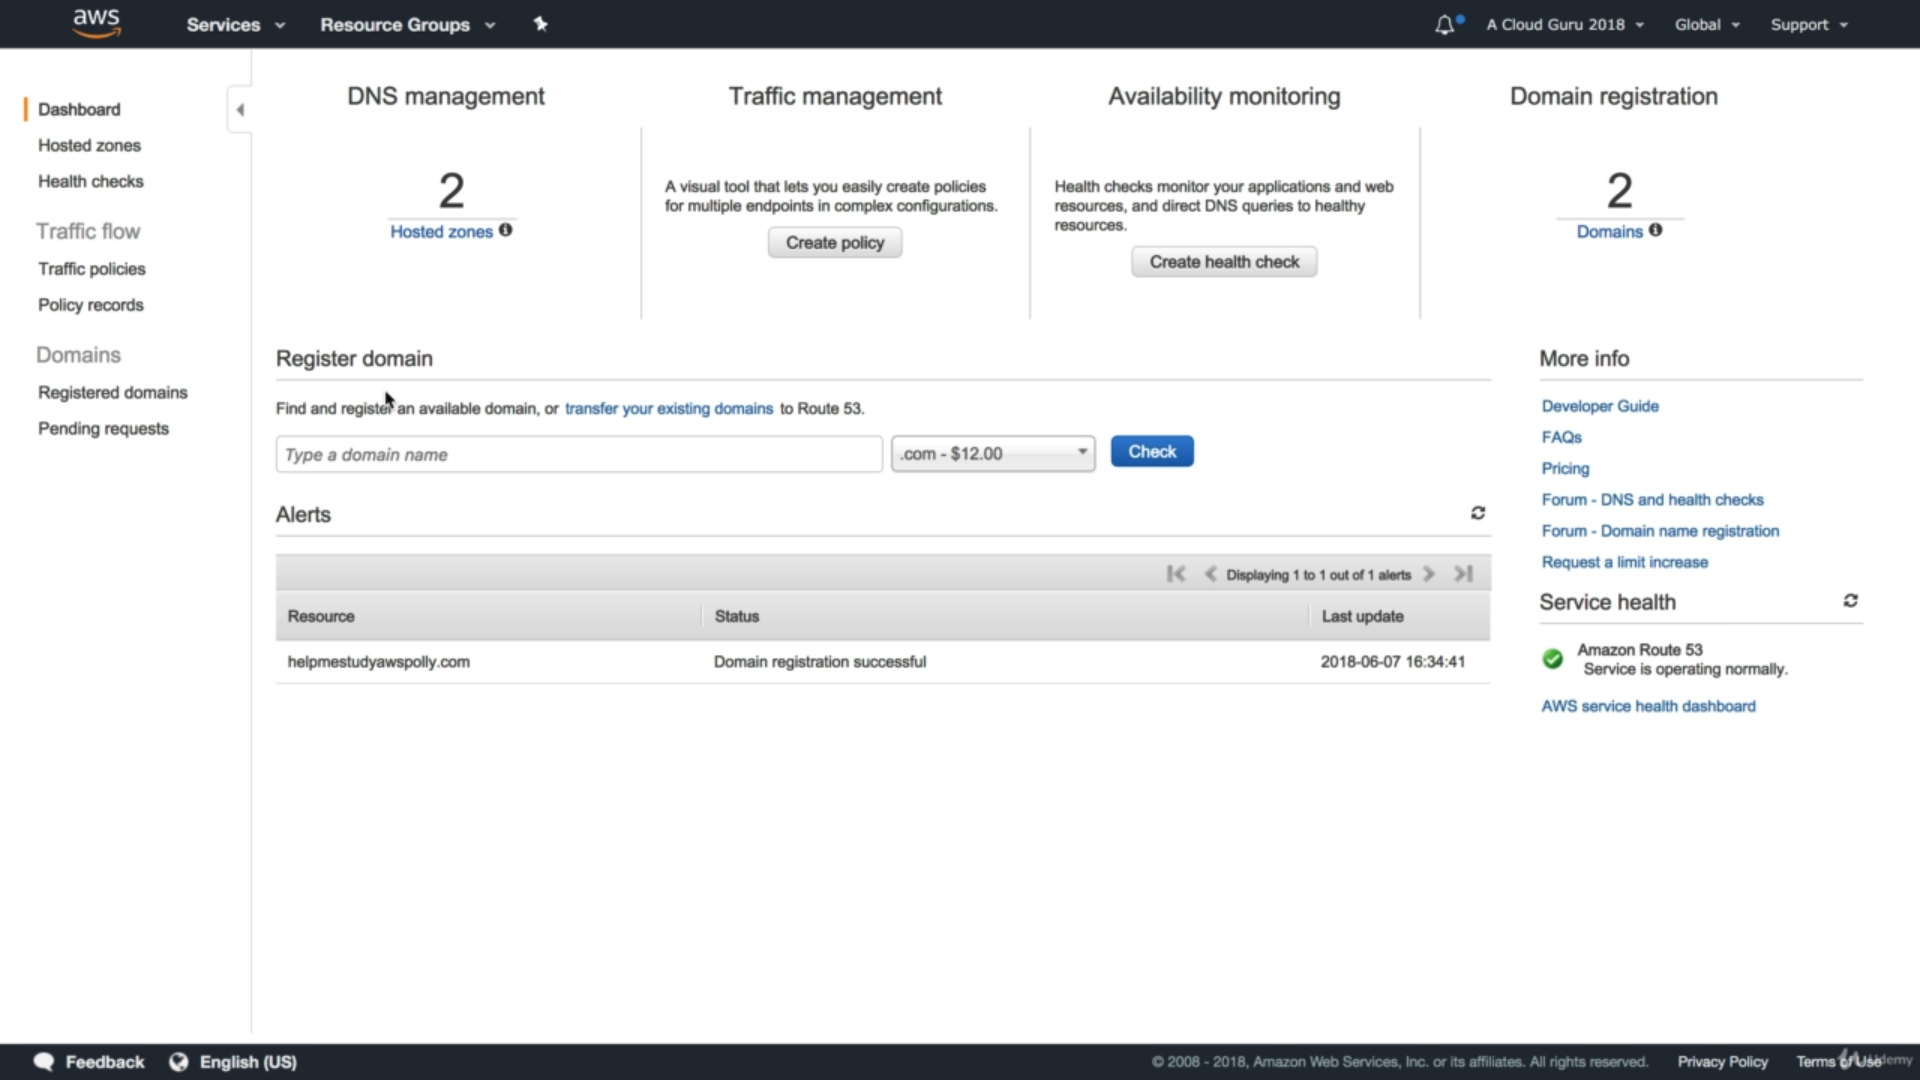 aws
Services
Resource Groups
A Cloud Guru 2018
Global
Support
Dashboard
Hosted zones
Health checks
Traffic flow
Traffic policies
Policy records
Domains
Registered domains
Pending requests
DNS management
2
Hosted zones
Traffic management
A visual tool that lets you easily create policies
for multiple endpoints in complex configurations.
Create policy
Availability monitoring
Health checks monitor your applications and web
resources, and direct DNS queries to healthy
resources.
Create health check
Domain registration
2
Domains
Register domain
Find and register an available domain, or transfer your existing domains to Route 53.
Type a domain name
.com - $12.00
Check
Alerts
Displaying 1 to 1 out of 1 alerts
Resource
Status
Last update
helpmestudyawspolly.com
Domain registration successful
2018-06-07 16:34:41
More info
Developer Guide
FAQs
Pricing
Forum - DNS and health checks
Forum - Domain name registration
Request a limit increase
Service health
Amazon Route 53
Service is operating normally.
AWS service health dashboard
Feedback
English (US)
© 2008 - 2018, Amazon Web Services, Inc. or its affiliates. All rights reserved.
Privacy Policy
Terms of Use